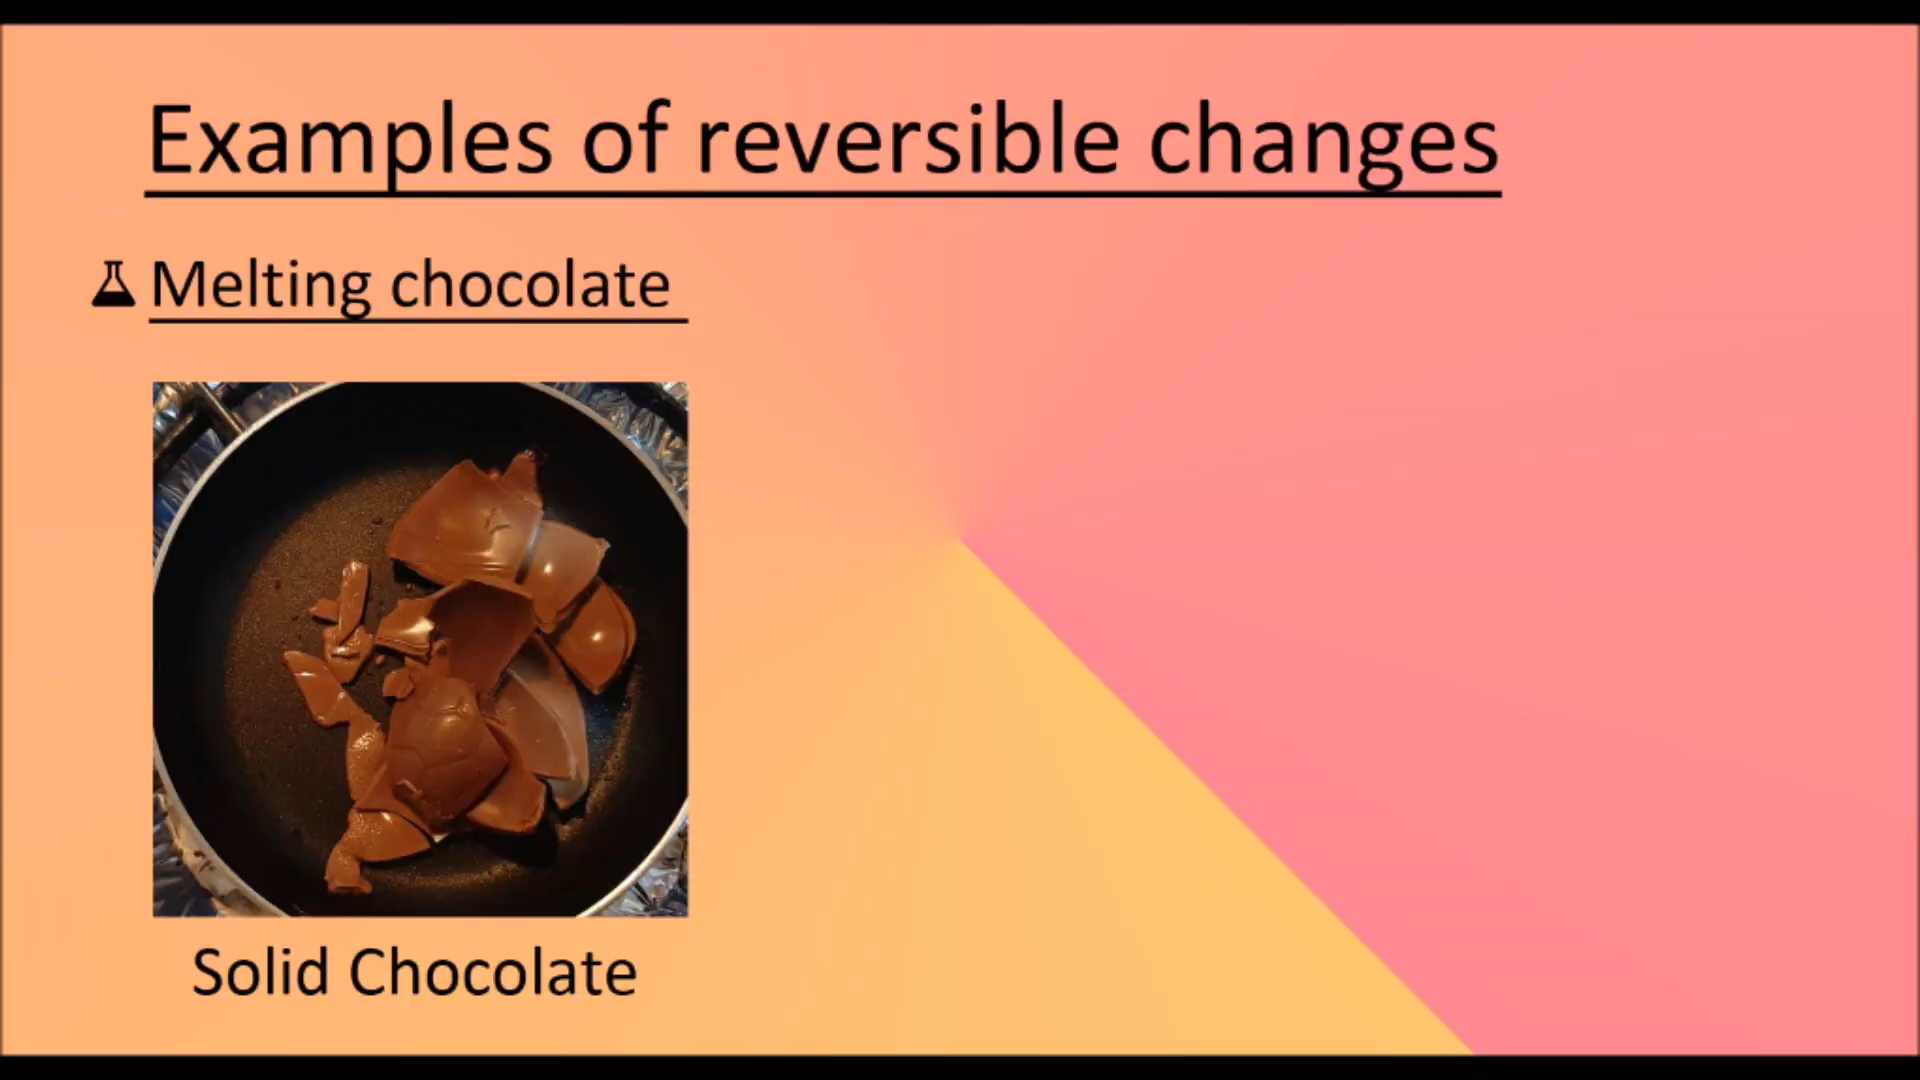 Examples of reversible changes
Melting chocolate
Solid Chocolate